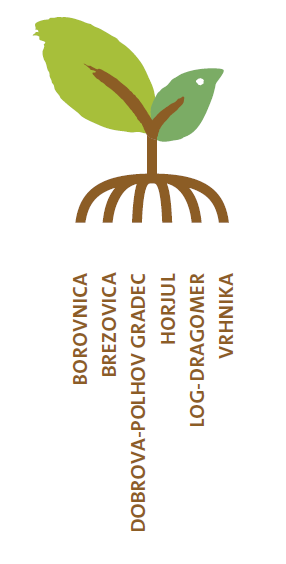 BOROVNICA
BREZOVICA
DOBROVA-POLHOV GRADEC
HORJUL
LOG-DRAGOMER
VRHNIKA